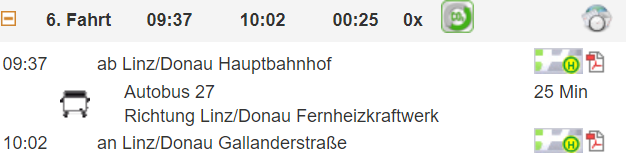 6. Fahrt 09:37 10:02 00:25 0x
09:37 ab Linz/Donau Hauptbahnhof
Autobus 27 25 Min
Richtung Linz/Donau Fernheizkraftwerk
10:02 an Linz/Donau Gallanderstraße